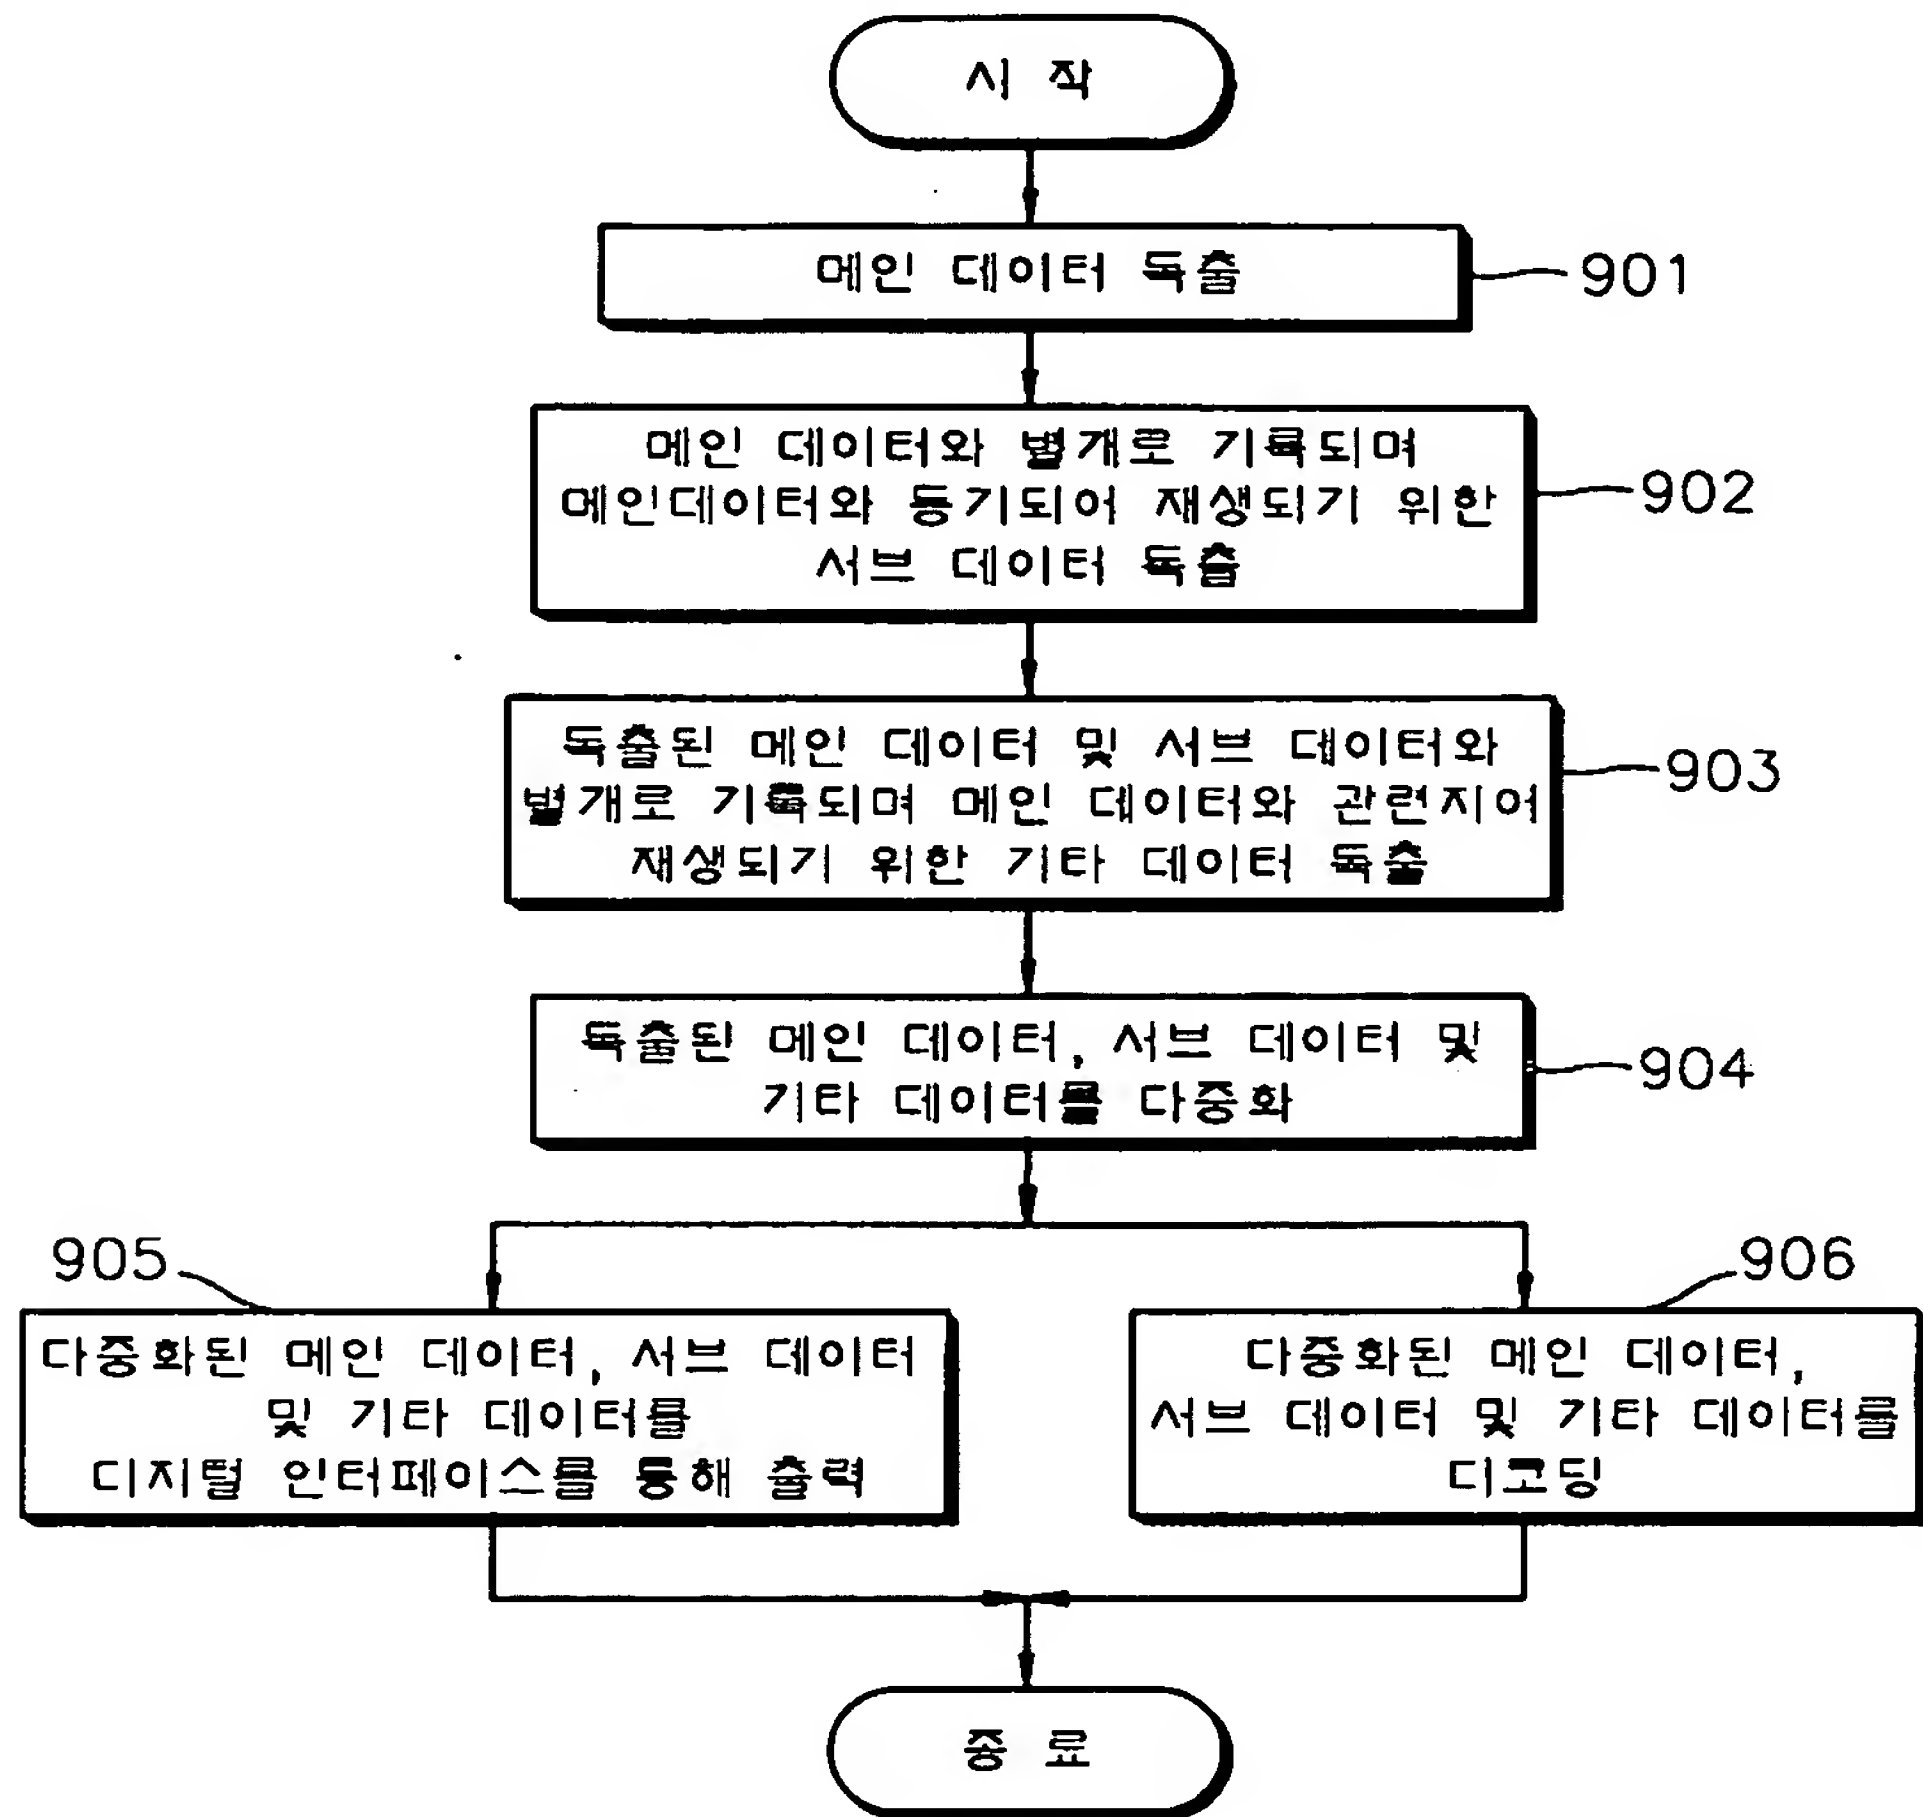 시 작
메인 데이터 독출
901
메인 데이터와 별개로 기록되며
메인데이터와 동기되어 재생되기 위한
서브 데이터 독출
902
독출된 메인 데이터 및 서브 데이터와
별개로 기록되며 메인 데이터와 관련지어
재생되기 위한 기타 데이터 독출
903
독출된 메인 데이터, 서브 데이터 및
기타 데이터를 다중화
904
905
다중화된 메인 데이터, 서브 데이터
및 기타 데이터를
디지털 인터페이스를 통해 출력
906
다중화된 메인 데이터,
서브 데이터 및 기타 데이터를
디코딩
종 료